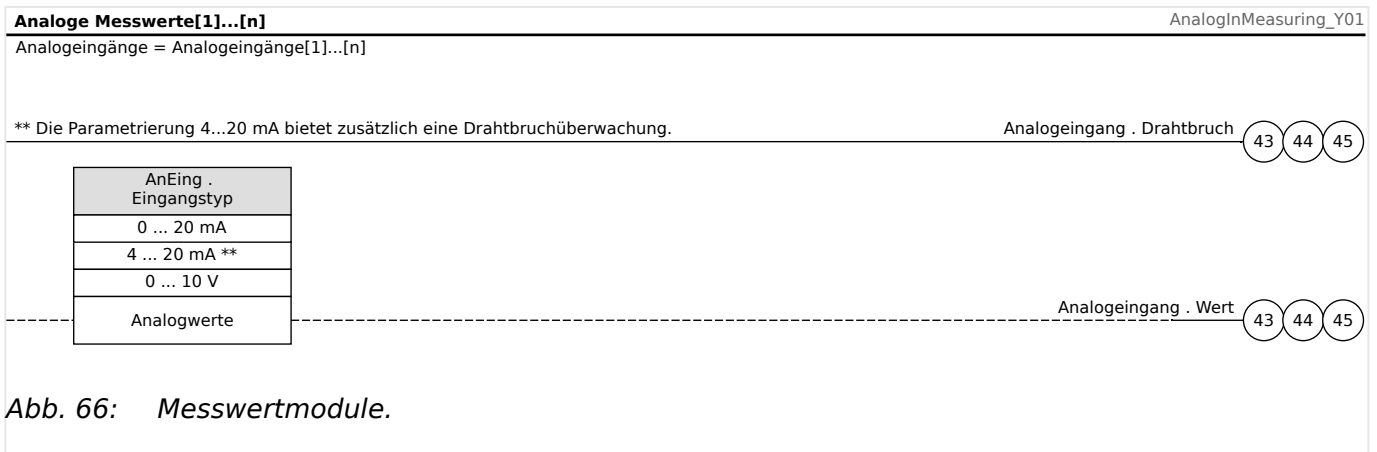 Analoge Messwerte[1]...[n]
AnalogInMeasuring_Y01
Analogeingänge = Analogeingänge[1]...[n]
** Die Parametrierung 4...20 mA bietet zusätzlich eine Drahtbruchüberwachung.
Analogeingang . Drahtbruch
43 44 45
AnEing .
Eingangstyp
0 ... 20 mA
4 ... 20 mA **
0 ... 10 V
Analogwerte
Analogeingang . Wert
43 44 45
Abb. 66: Messwertmodule.